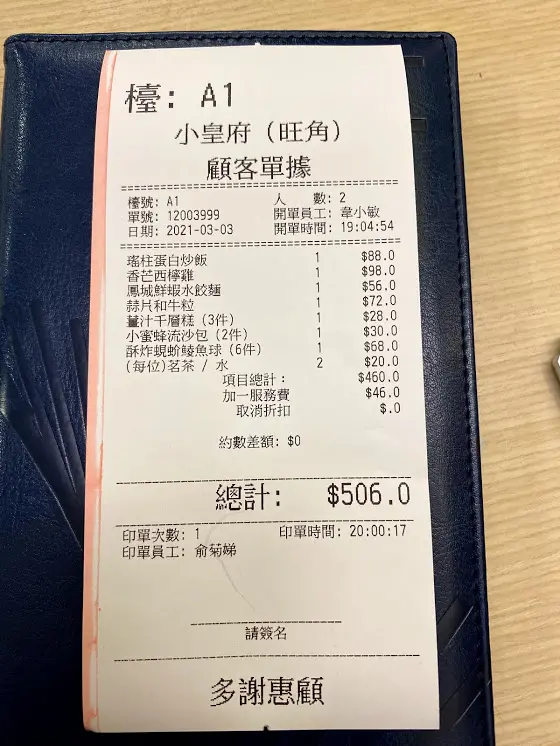 檯: A1
小皇府 (旺角)
顧客單據
檯號: A1 人 數: 2
單號: 12003999 開單員工: 韋小敏
日期: 2021-03-03 開單時間: 19:04:54
瑤柱蛋白炒飯 1 $88.0
香芒西檸雞 1 $98.0
鳳城鮮蝦水餃麵 1 $56.0
蒜片和牛粒 1 $72.0
薑汁千層糕 (3件) 1 $28.0
小蜜蜂流沙包 (2件) 1 $30.0
酥炸蜆蚧鯪魚球 (6件) 1 $68.0
(每位)茗茶 / 水 2 $20.0
項目總計: $460.0
加一服務費 $46.0
取消折扣 $.0
約數差額: $0
總計: $506.0
印單次數: 1 印單時間: 20:00:17
印單員工: 俞菊娣
請簽名
多謝惠顧